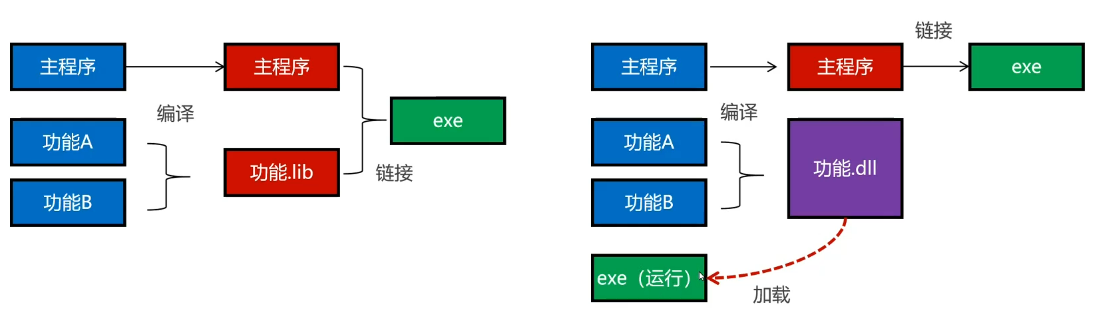 主程序
主程序
编译
功能A
功能B
功能.lib
exe
链接
主程序
主程序
链接
exe
编译
功能A
功能B
功能.dll
exe（运行）
加载